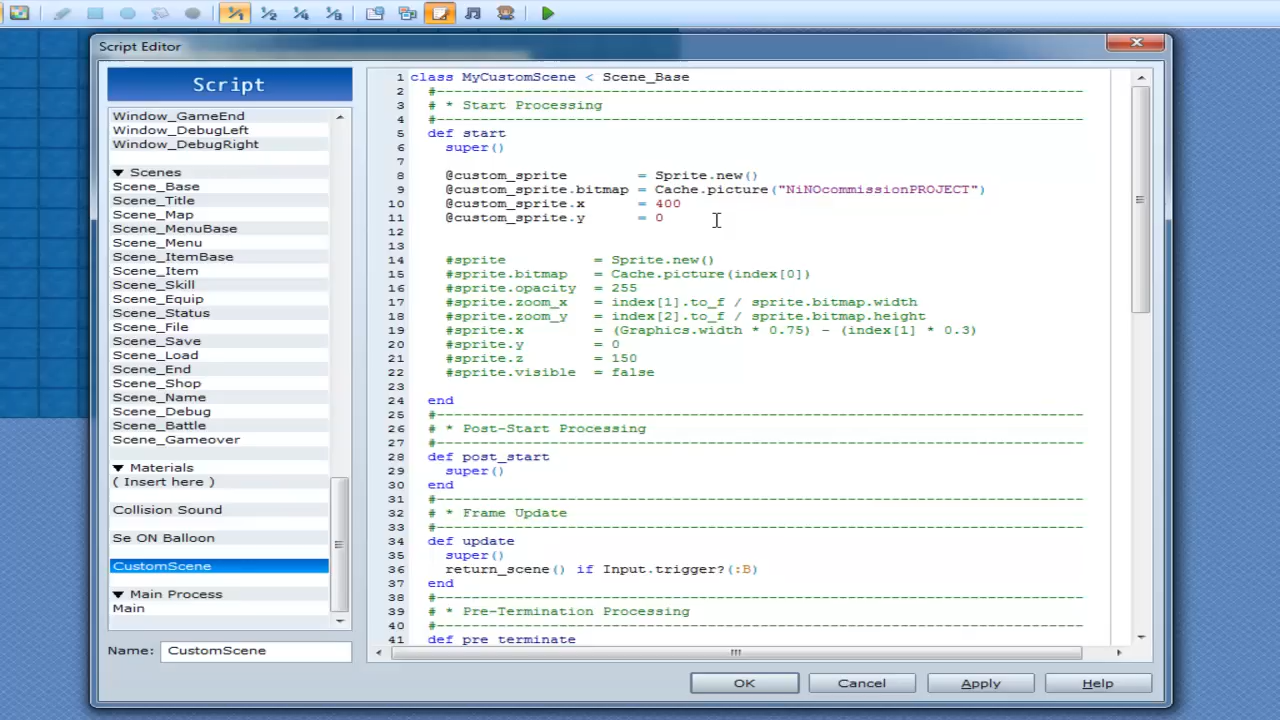 Script Editor
Script
Window_GameEnd
Window_DebugLeft
Window_DebugRight
Scenes
Scene_Base
Scene_Title
Scene_Map
Scene_MenuBase
Scene_Menu
Scene_ItemBase
Scene_Item
Scene_Skill
Scene_Equip
Scene_Status
Scene_File
Scene_Save
Scene_Load
Scene_End
Scene_Shop
Scene_Name
Scene_Debug
Scene_Battle
Scene_Gameover
Materials
( Insert here )
Collision Sound
Se ON Balloon
CustomScene
Main Process
Main
Name: CustomScene
1 class MyCustomScene < Scene_Base
2 #--------------------------------------------------------------------------
3 # * Start Processing
4 #--------------------------------------------------------------------------
5 def start
6 super()
7
8 @custom_sprite = Sprite.new()
9 @custom_sprite.bitmap = Cache.picture("NiNOcommissionPROJECT")
10 @custom_sprite.x = 400
11 @custom_sprite.y = 0
12
13
14 #sprite = Sprite.new()
15 #sprite.bitmap = Cache.picture(index[0])
16 #sprite.opacity = 255
17 #sprite.zoom_x = index[1].to_f / sprite.bitmap.width
18 #sprite.zoom_y = index[2].to_f / sprite.bitmap.height
19 #sprite.x = (Graphics.width * 0.75) - (index[1] * 0.3)
20 #sprite.y = 0
21 #sprite.z = 150
22 #sprite.visible = false
23
24 end
25 #--------------------------------------------------------------------------
26 # * Post-Start Processing
27 #--------------------------------------------------------------------------
28 def post_start
29 super()
30 end
31 #--------------------------------------------------------------------------
32 # * Frame Update
33 #--------------------------------------------------------------------------
34 def update
35 super()
36 return_scene() if Input.trigger?(:B)
37 end
38 #--------------------------------------------------------------------------
39 # * Pre-Termination Processing
40 #--------------------------------------------------------------------------
41 def pre_terminate
OK
Cancel
Apply
Help